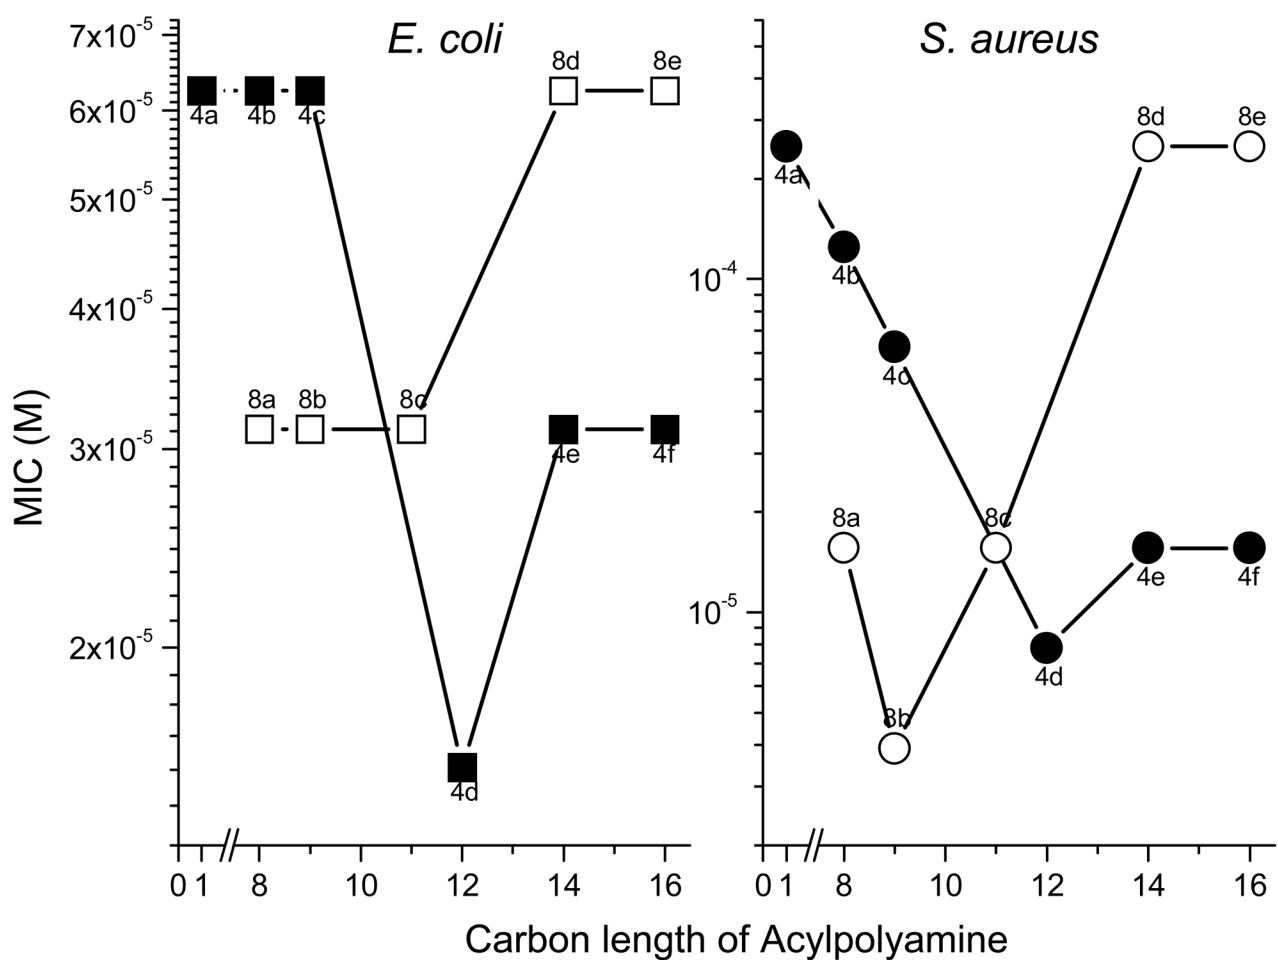 E. coli
S. aureus
7x10⁻⁵
6x10⁻⁵
5x10⁻⁵
4x10⁻⁵
3x10⁻⁵
2x10⁻⁵
MIC (M)
4a 4b 4c
8d 8e
8a 8b 8c
4e 4f
4d
0 1 8 10 12 14 16
10⁻⁴
10⁻⁵
8d 8e
4a
4b
4c
8a 8c
4e 4f
4d
8b
0 1 8 10 12 14 16
Carbon length of Acylpolyamine